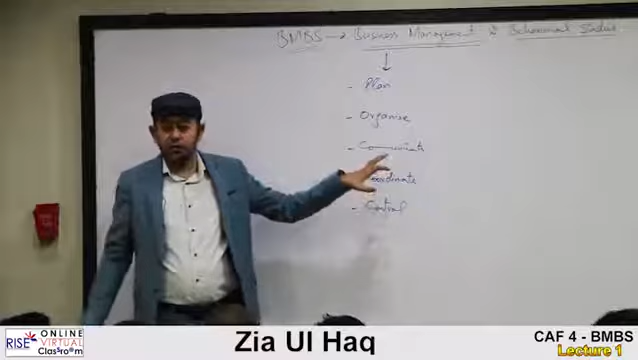 BMBS → Business Management & Behavioural Studies
- Plan
- Organise
- Communicate
- Coordinate
- Control
RISE ONLINE VIRTUAL Classroom
Zia Ul Haq
CAF 4 - BMBS
Lecture 1